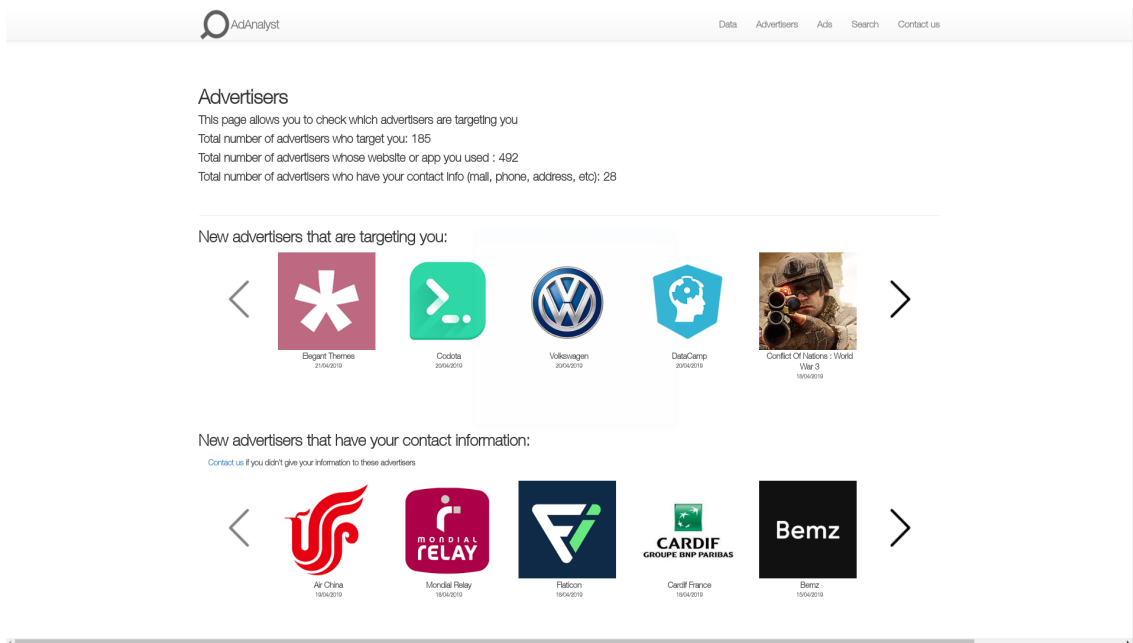 AdAnalyst
Data Advertisers Ads Search Contact us
Advertisers
This page allows you to check which advertisers are targeting you
Total number of advertisers who target you: 185
Total number of advertisers whose website or app you used : 492
Total number of advertisers who have your contact info (mail, phone, address, etc): 28
New advertisers that are targeting you:
Elegant Themes
21/04/2019
Codota
20/04/2019
Volkswagen
20/04/2019
DataCamp
20/04/2019
Conflict Of Nations : World
War 3
18/04/2019
New advertisers that have your contact information:
Contact us if you didn't give your information to these advertisers
MONDIAL
RELAY
CARDIF
GROUPE BNP PARIBAS
Bemz
Air China
19/04/2019
Mondial Relay
18/04/2019
Flaticon
18/04/2019
Cardif France
18/04/2019
Bemz
15/04/2019